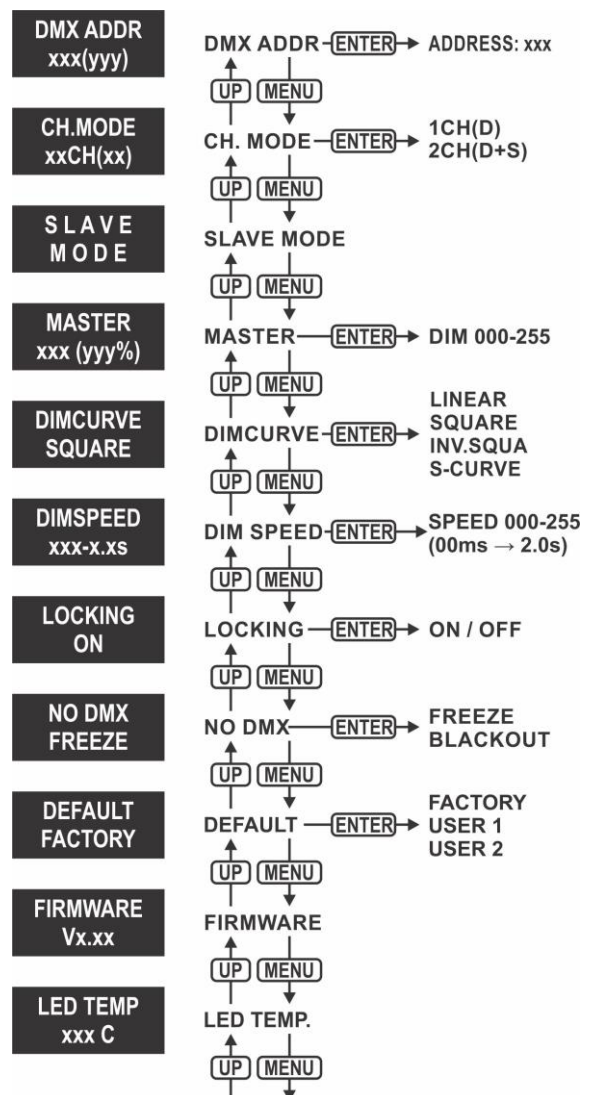 DMX ADDR
xxx(yyy)
DMX ADDR ENTER ADDRESS: xxx
UP MENU
CH.MODE
xxCH(xx)
CH. MODE ENTER 1CH(D)
2CH(D+S)
UP MENU
S L A V E
M O D E
SLAVE MODE
UP MENU
MASTER
xxx (yyy%)
MASTER ENTER DIM 000-255
UP MENU
DIMCURVE
SQUARE
DIMCURVE ENTER LINEAR
SQUARE
INV.SQUA
S-CURVE
UP MENU
DIMSPEED
xxx-x.xs
DIM SPEED ENTER SPEED 000-255
(00ms → 2.0s)
UP MENU
LOCKING
ON
LOCKING ENTER ON / OFF
UP MENU
NO DMX
FREEZE
NO DMX ENTER FREEZE
BLACKOUT
UP MENU
DEFAULT
FACTORY
DEFAULT ENTER FACTORY
USER 1
USER 2
UP MENU
FIRMWARE
Vx.xx
FIRMWARE
UP MENU
LED TEMP
xxx C
LED TEMP.
UP MENU